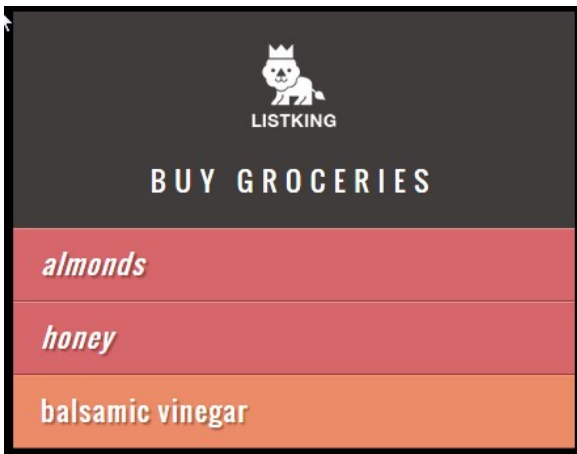 LISTKING
BUY GROCERIES
almonds
honey
balsamic vinegar